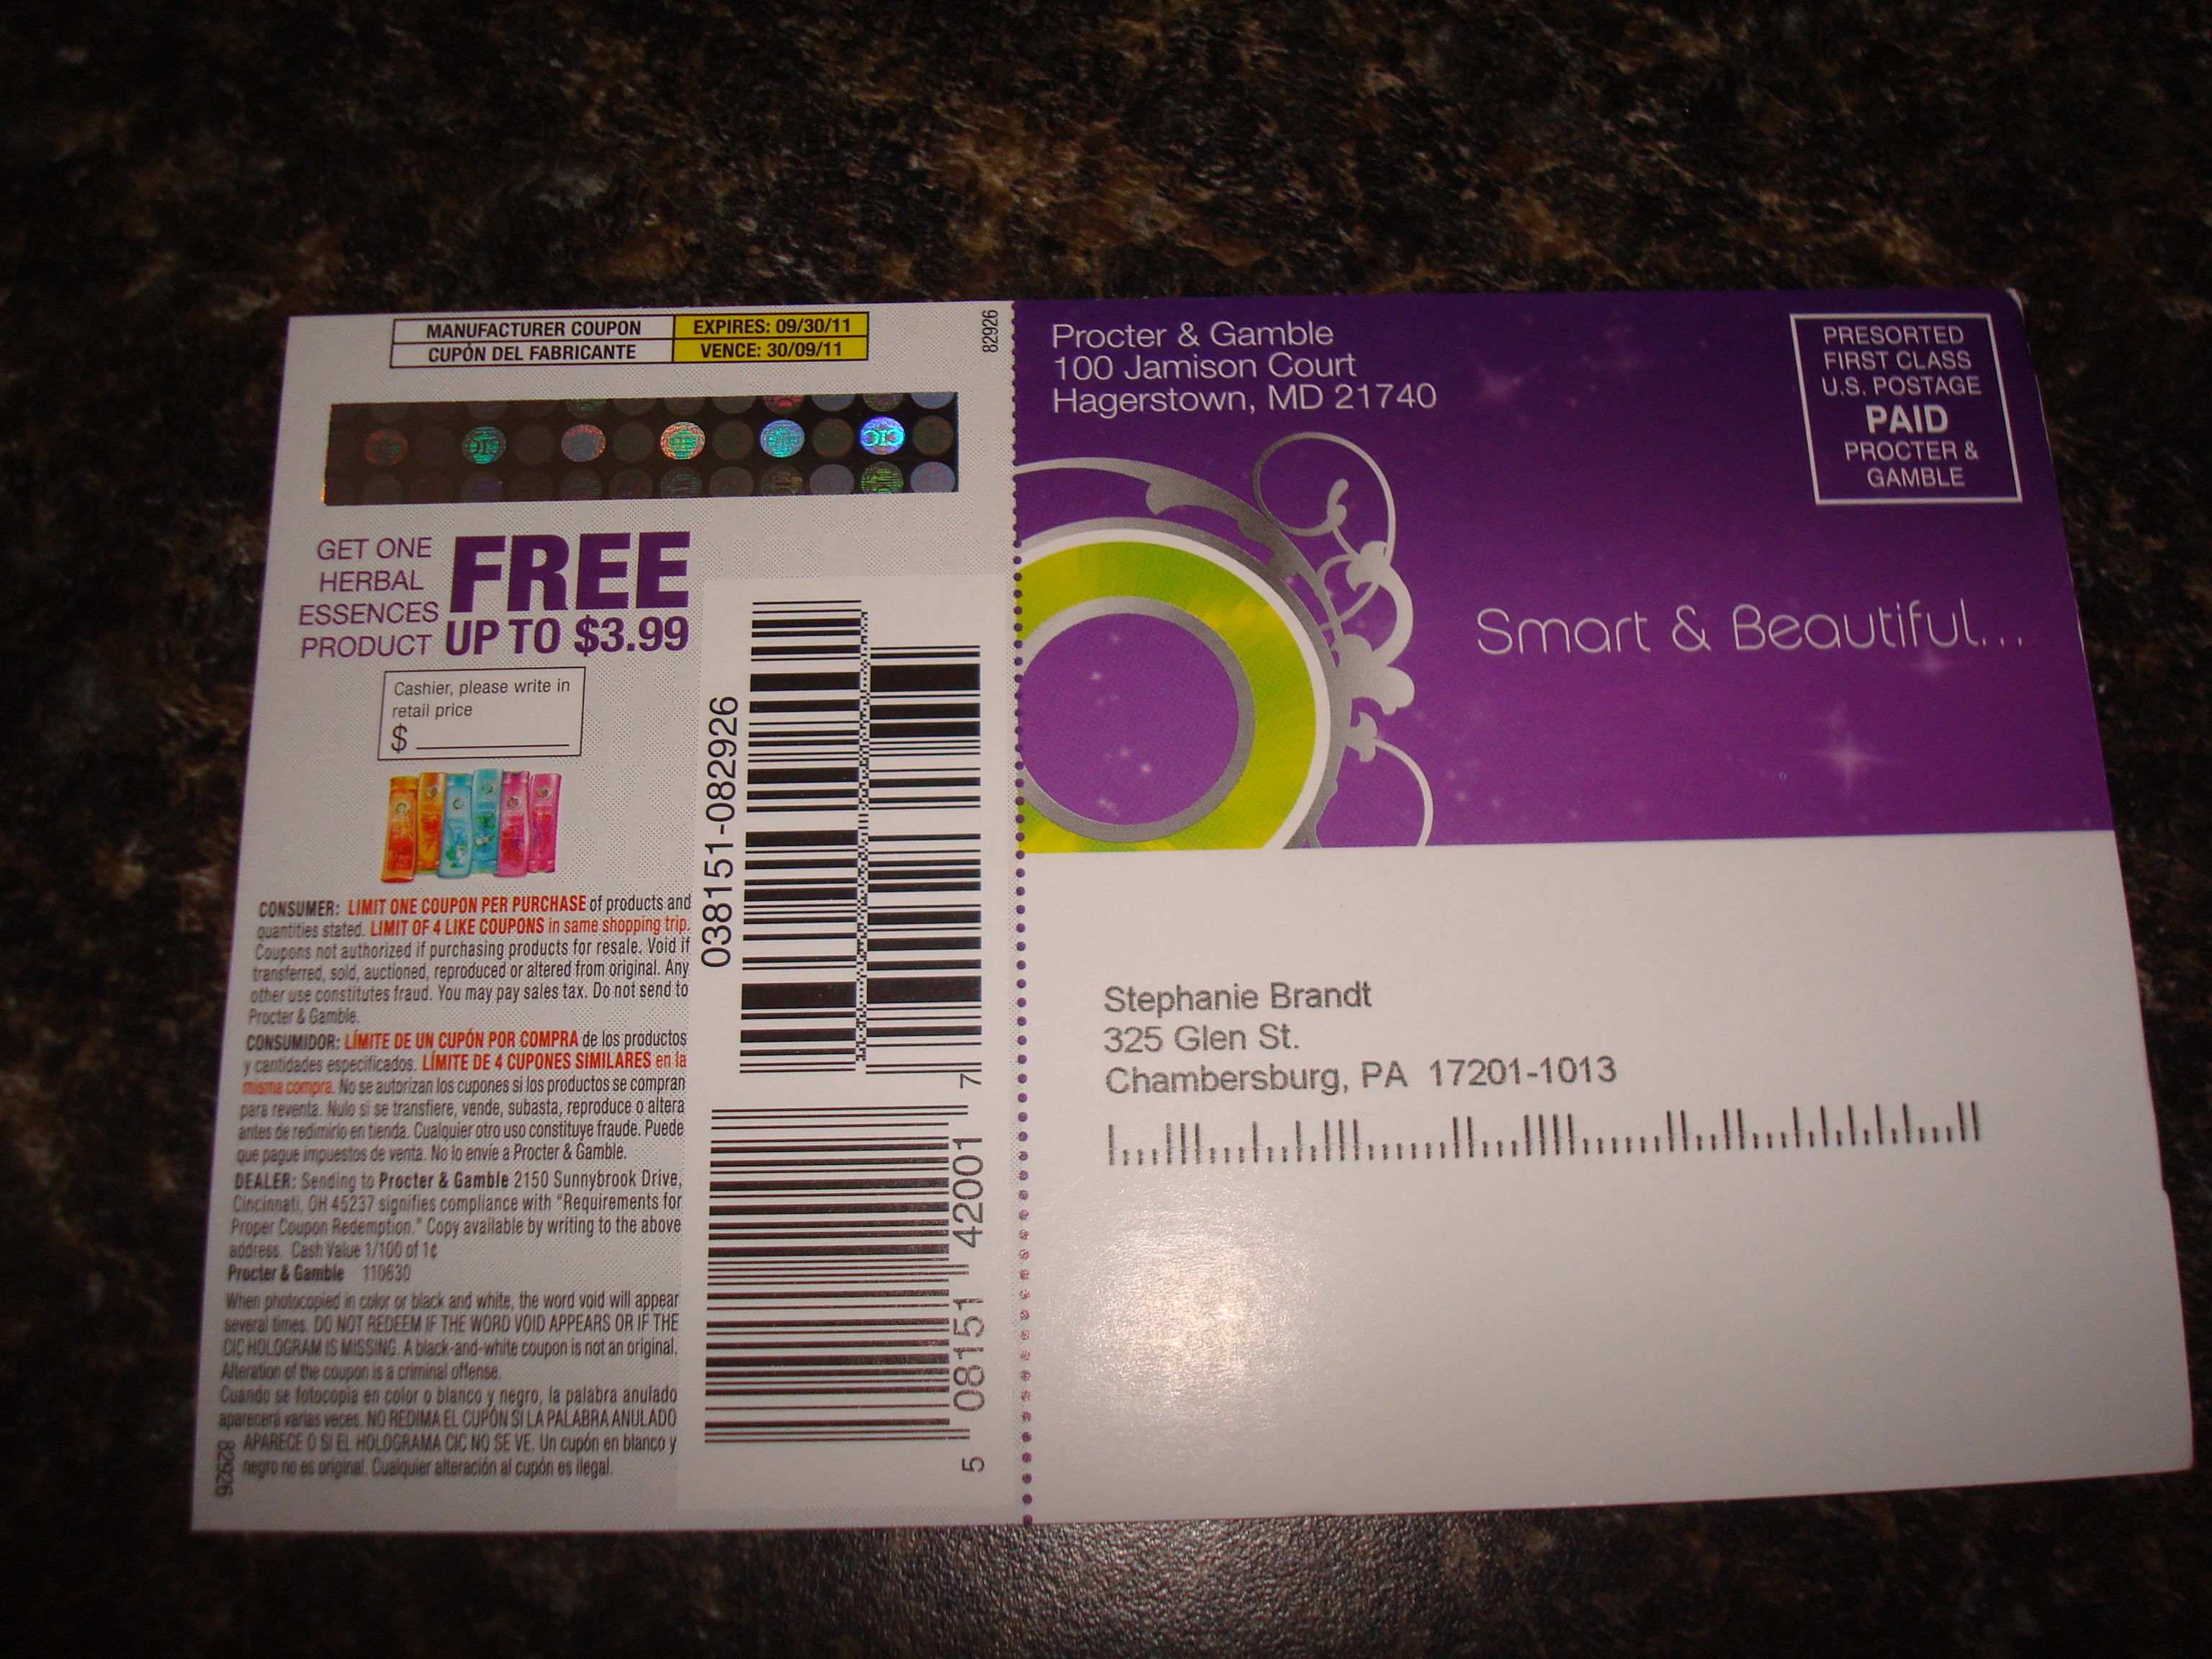 MANUFACTURER COUPON
EXPIRES: 09/30/11
CUPÓN DEL FABRICANTE
VENCE: 30/09/11
82926
GET ONE
HERBAL
ESSENCES
PRODUCT
FREE
UP TO $3.99
Cashier, please write in
retail price
$
CONSUMER: LIMIT ONE COUPON PER PURCHASE of products and
quantities stated. LIMIT OF 4 LIKE COUPONS in same shopping trip.
Coupons not authorized if purchasing products for resale. Void if
transferred, sold, auctioned, reproduced or altered from original. Any
other use constitutes fraud. You may pay sales tax. Do not send to
Procter & Gamble.
CONSUMIDOR: LÍMITE DE UN CUPÓN POR COMPRA de los productos
y cantidades especificados. LÍMITE DE 4 CUPONES SIMILARES en la
misma compra. No se autorizan los cupones si los productos se compran
para reventa. Nulo si se transfiere, vende, subasta, reproduce o altera
antes de redimirlo en tienda. Cualquier otro uso constituye fraude. Puede
que pague impuestos de venta. No lo envíe a Procter & Gamble.
DEALER: Sending to Procter & Gamble 2150 Sunnybrook Drive,
Cincinnati, OH 45237 signifies compliance with "Requirements for
Proper Coupon Redemption." Copy available by writing to the above
address. Cash Value 1/100 of 1¢
Procter & Gamble 110630
When photocopied in color or black and white, the word void will appear
several times. DO NOT REDEEM IF THE WORD VOID APPEARS OR IF THE
CIC HOLOGRAM IS MISSING. A black-and-white coupon is not an original.
Alteration of the coupon is a criminal offense.
Cuando se fotocopia en color o blanco y negro, la palabra anulado
aparecerá varias veces. NO REDIMA EL CUPÓN SI LA PALABRA ANULADO
APARECE O SI EL HOLOGRAMA CIC NO SE VE. Un cupón en blanco y
negro no es original. Cualquier alteración al cupón es ilegal.
82926
038151-082926
5 08151 42001 7
Procter & Gamble
100 Jamison Court
Hagerstown, MD 21740
PRESORTED
FIRST CLASS
U.S. POSTAGE
PAID
PROCTER &
GAMBLE
Smart & Beautiful...
Stephanie Brandt
325 Glen St.
Chambersburg, PA 17201-1013